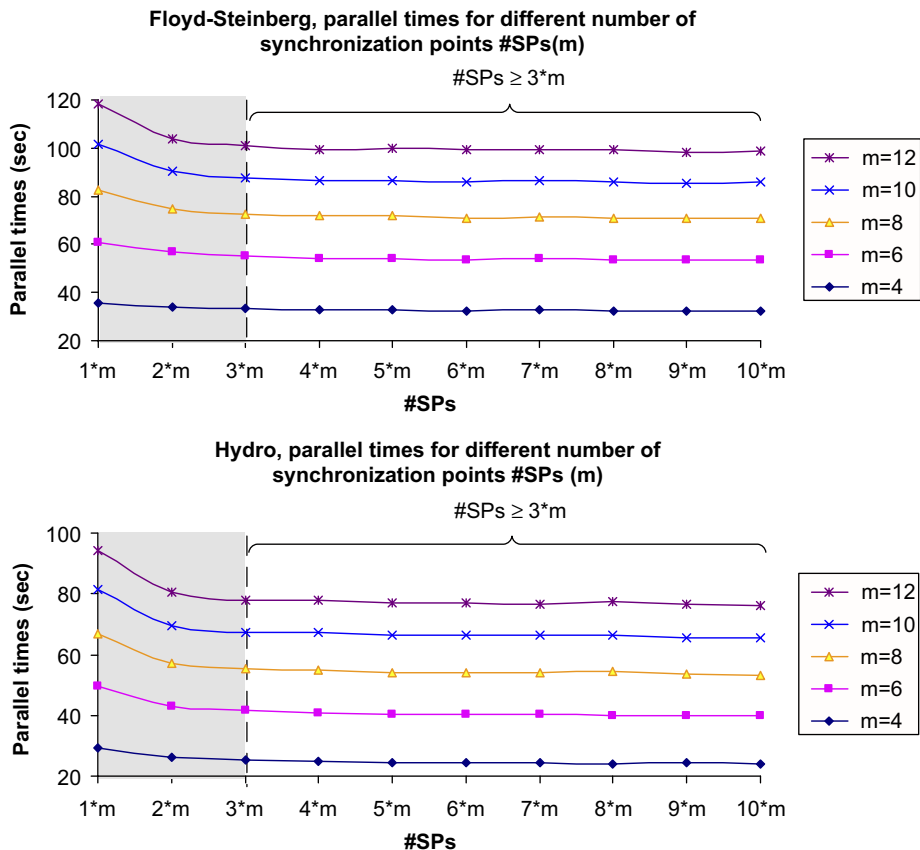 Floyd-Steinberg, parallel times for different number of
synchronization points #SPs(m)
#SPs ≥ 3*m
Parallel times (sec)
120
100
80
60
40
20
1*m 2*m 3*m 4*m 5*m 6*m 7*m 8*m 9*m 10*m
#SPs
m=12
m=10
m=8
m=6
m=4
Hydro, parallel times for different number of
synchronization points #SPs (m)
#SPs ≥ 3*m
Parallel times (sec)
100
80
60
40
20
1*m 2*m 3*m 4*m 5*m 6*m 7*m 8*m 9*m 10*m
#SPs
m=12
m=10
m=8
m=6
m=4